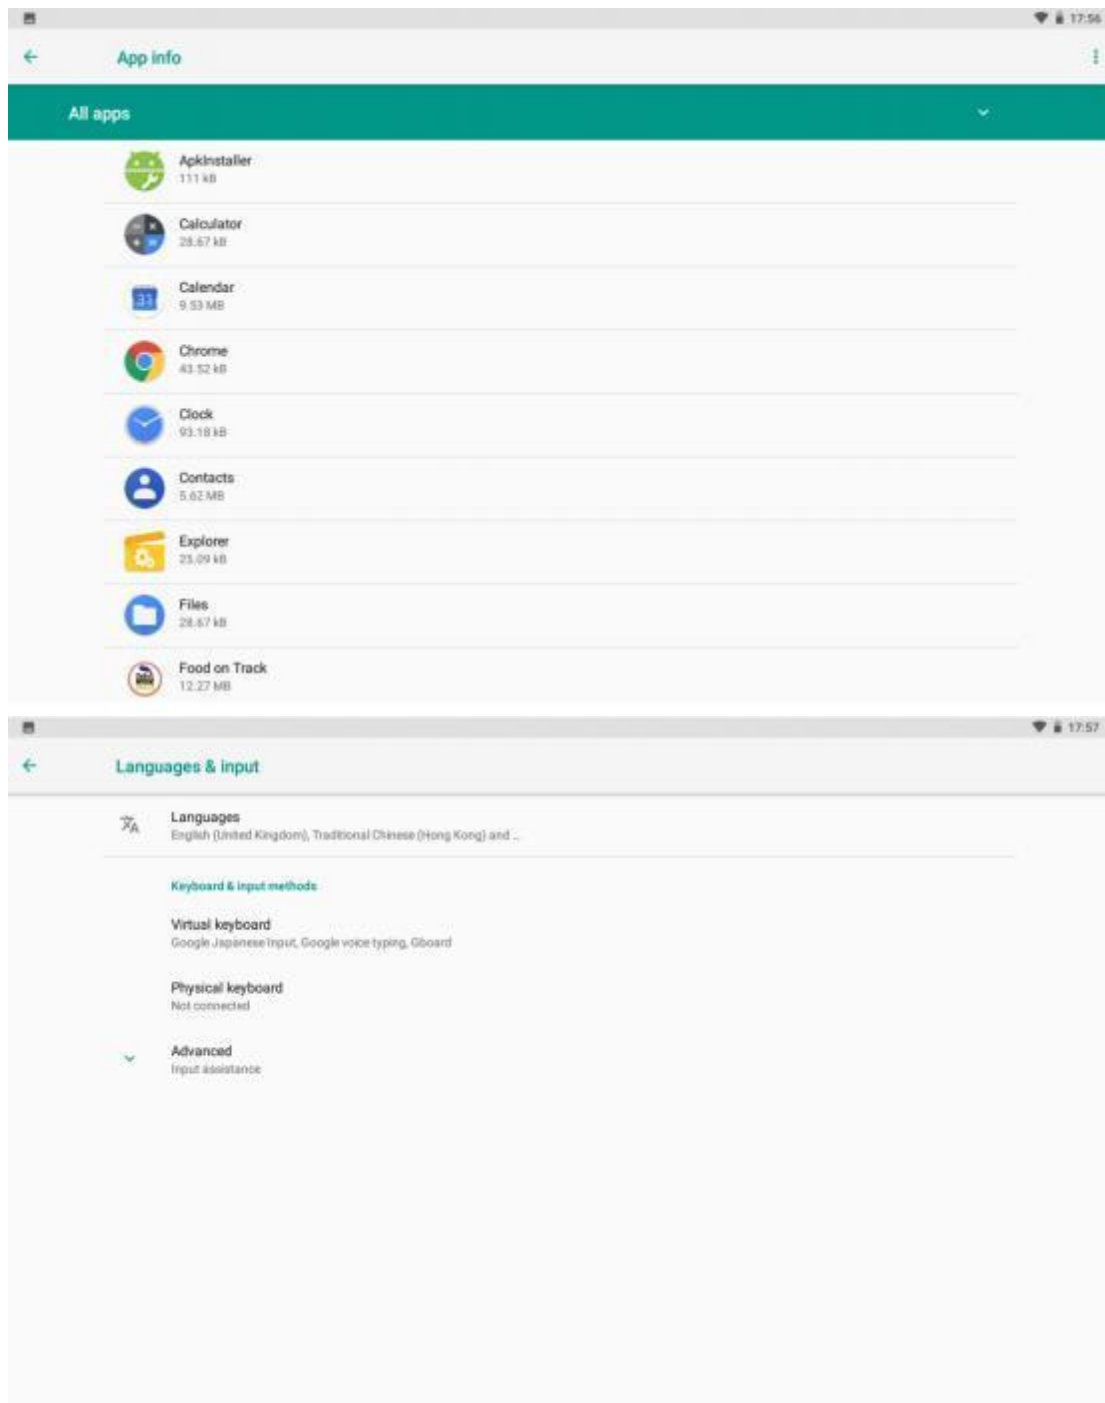 17:56
App info
All apps
ApkInstaller
111 kB
Calculator
28.67 kB
31
Calendar
9.53 MB
Chrome
43.52 kB
Clock
93.18 kB
Contacts
5.62 MB
Explorer
23.09 kB
Files
28.67 kB
Food on Track
12.27 MB
17:57
Languages & input
Languages
English (United Kingdom), Traditional Chinese (Hong Kong) and ...
Keyboard & input methods
Virtual keyboard
Google Japanese Input, Google voice typing, Gboard
Physical keyboard
Not connected
Advanced
Input assistance